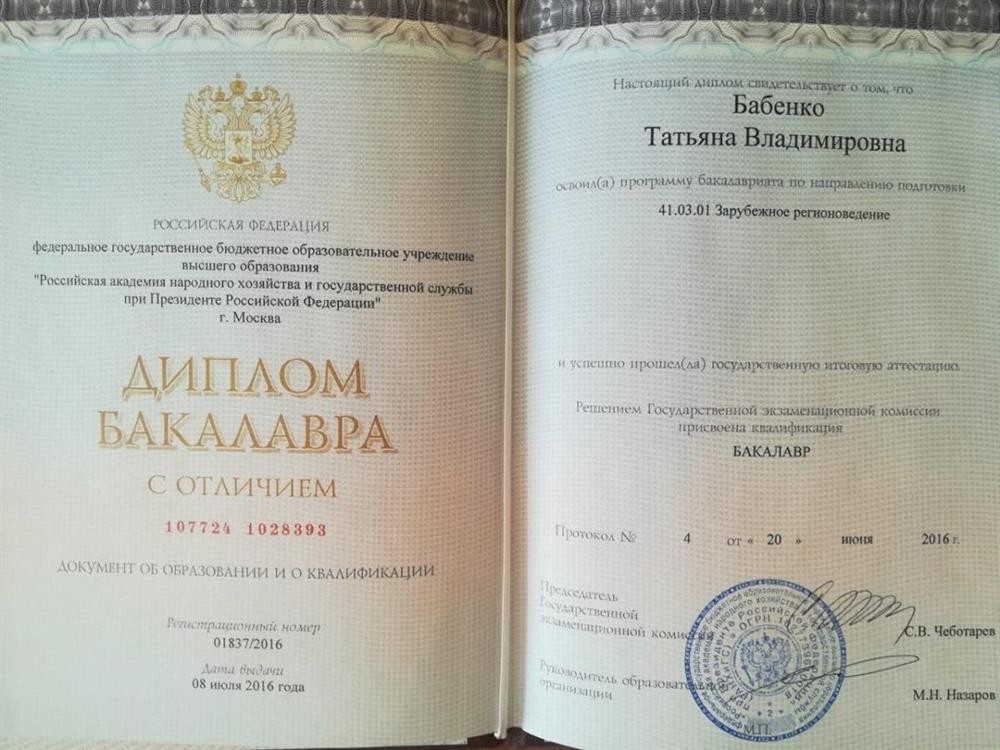 РОССИЙСКАЯ ФЕДЕРАЦИЯ
федеральное государственное бюджетное образовательное учреждение
высшего образования
"Российская академия народного хозяйства и государственной службы
при Президенте Российской Федерации"
г. Москва
ДИПЛОМ
БАКАЛАВРА
С ОТЛИЧИЕМ
107724 1028393
ДОКУМЕНТ ОБ ОБРАЗОВАНИИ И О КВАЛИФИКАЦИИ
Регистрационный номер
01837/2016
Дата выдачи
08 июля 2016 года
Настоящий диплом свидетельствует о том, что
Бабенко
Татьяна Владимировна
освоил(а) программу бакалавриата по направлению подготовки
41.03.01 Зарубежное регионоведение
и успешно прошел(ла) государственную итоговую аттестацию.
Решением Государственной экзаменационной комиссии
присвоена квалификация
БАКАЛАВР
Протокол № 4 от « 20 » июня 2016 г.
Председатель
Государственной
экзаменационной комиссии
С.В. Чеботарев
Руководитель образовательной
организации
М.Н. Назаров
М.П.